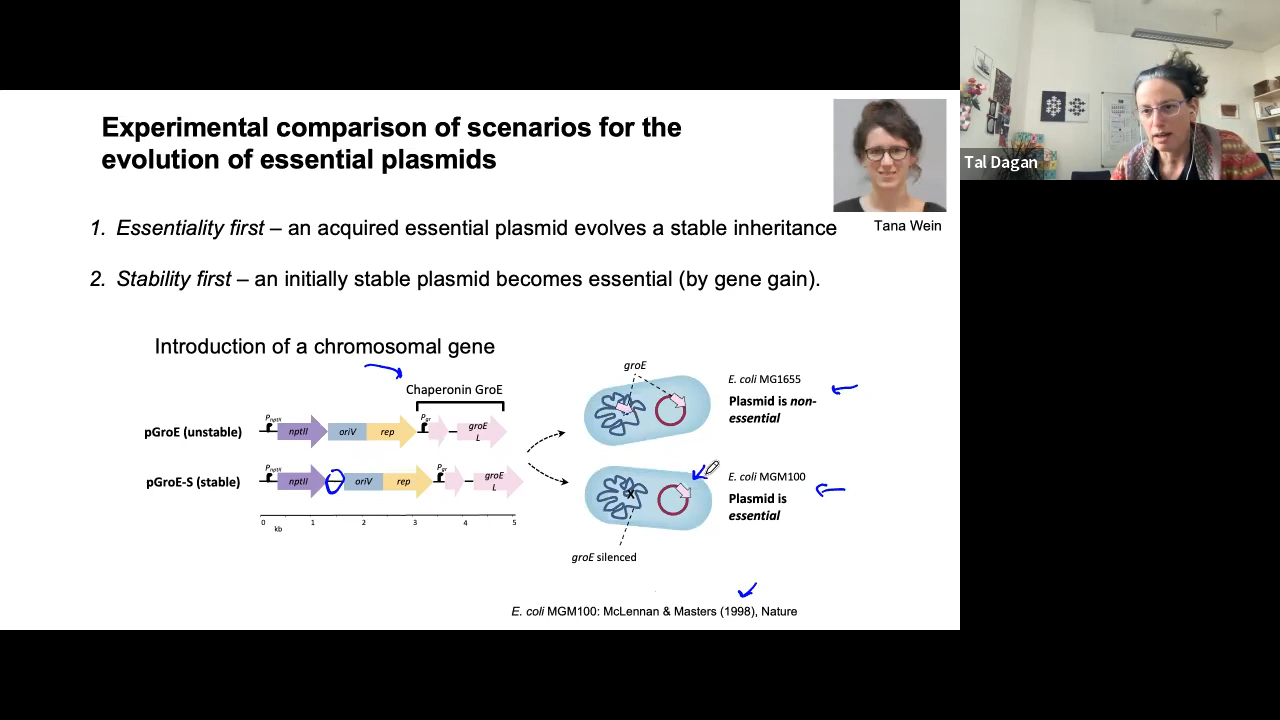 Experimental comparison of scenarios for the
evolution of essential plasmids
Tana Wein
Tal Dagan
1. Essentiality first – an acquired essential plasmid evolves a stable inheritance
2. Stability first – an initially stable plasmid becomes essential (by gene gain).
Introduction of a chromosomal gene
Chaperonin GroE
pGroE (unstable)
PnptII
nptII
oriV
rep
Pgr
groE
L
pGroE-S (stable)
PnptII
nptII
oriV
rep
Pgr
groE
L
0 1 2 3 4 5
kb
groE
E. coli MG1655
Plasmid is non-
essential
E. coli MGM100
Plasmid is
essential
x
groE silenced
E. coli MGM100: McLennan & Masters (1998), Nature